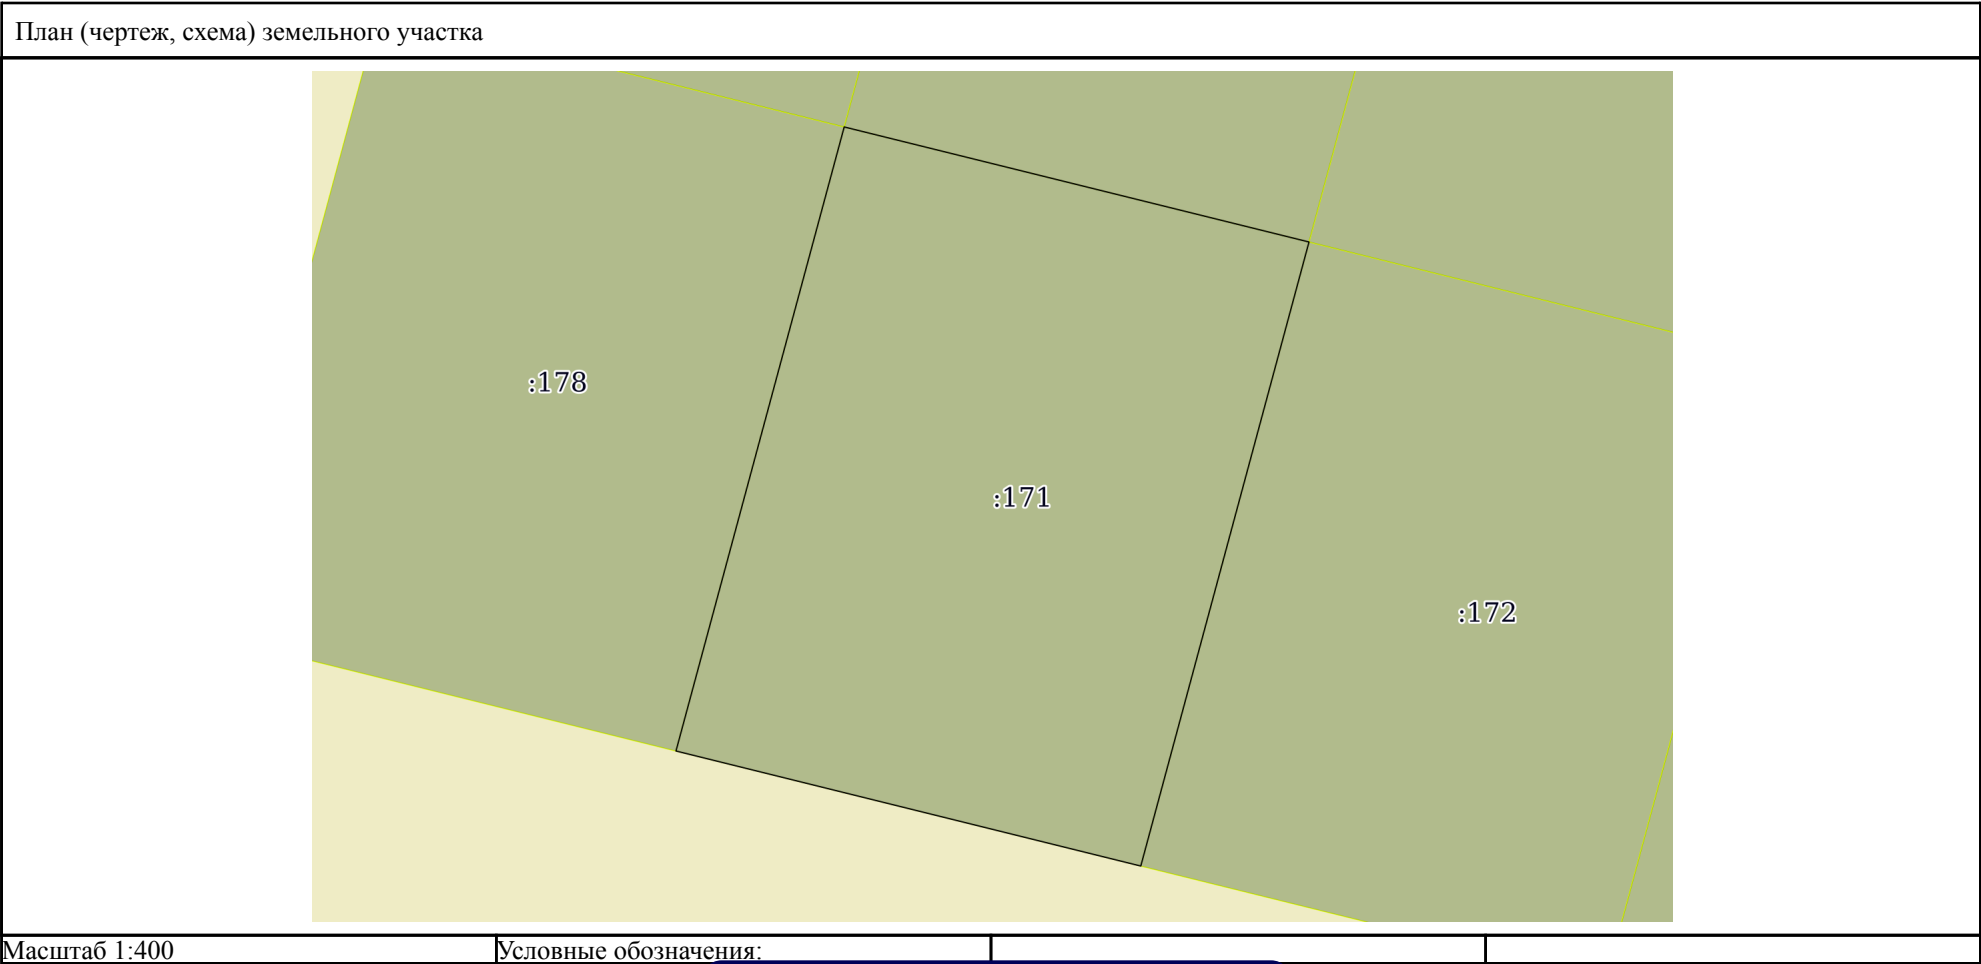 План (чертеж, схема) земельного участка
:178
:171
:172
Масштаб 1:400
Условные обозначения: